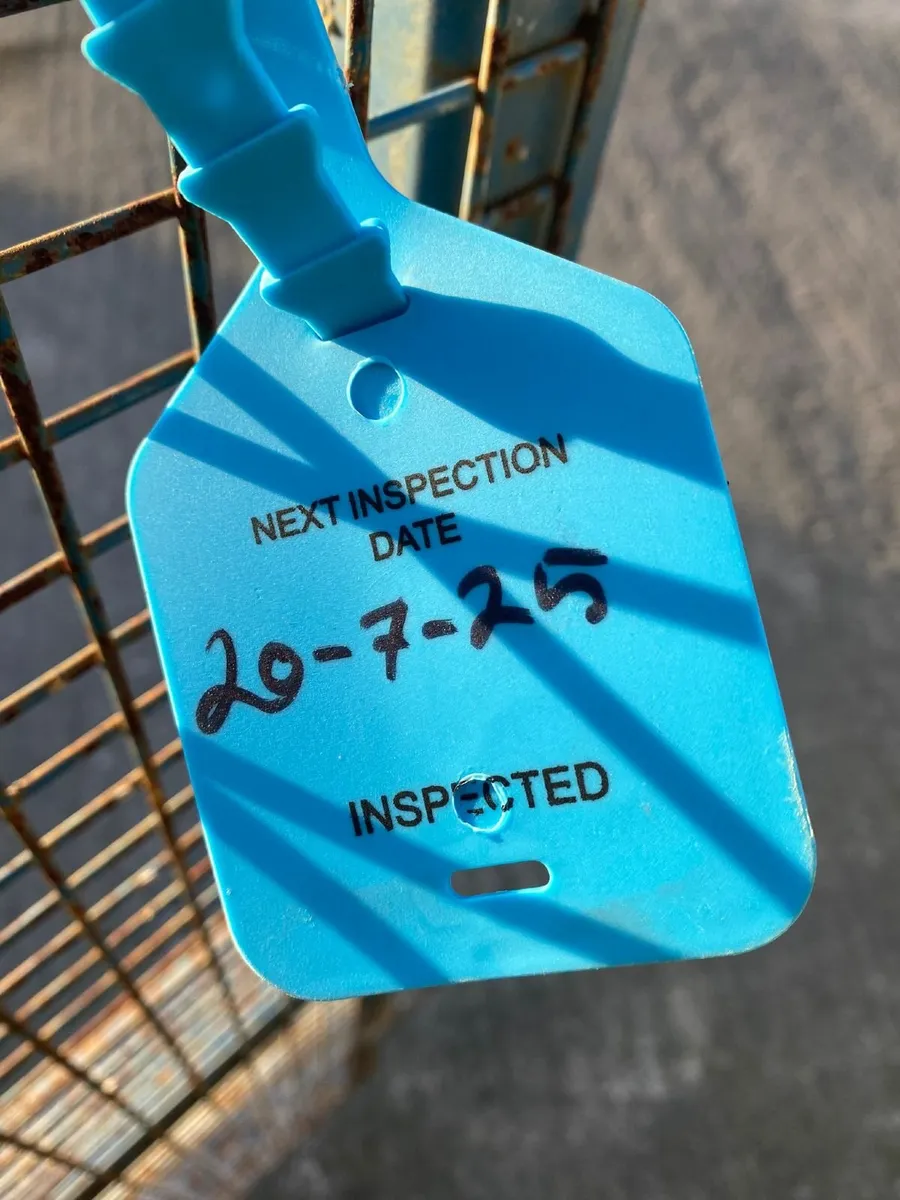 NEXT INSPECTION
DATE
20-7-25
INSPECTED